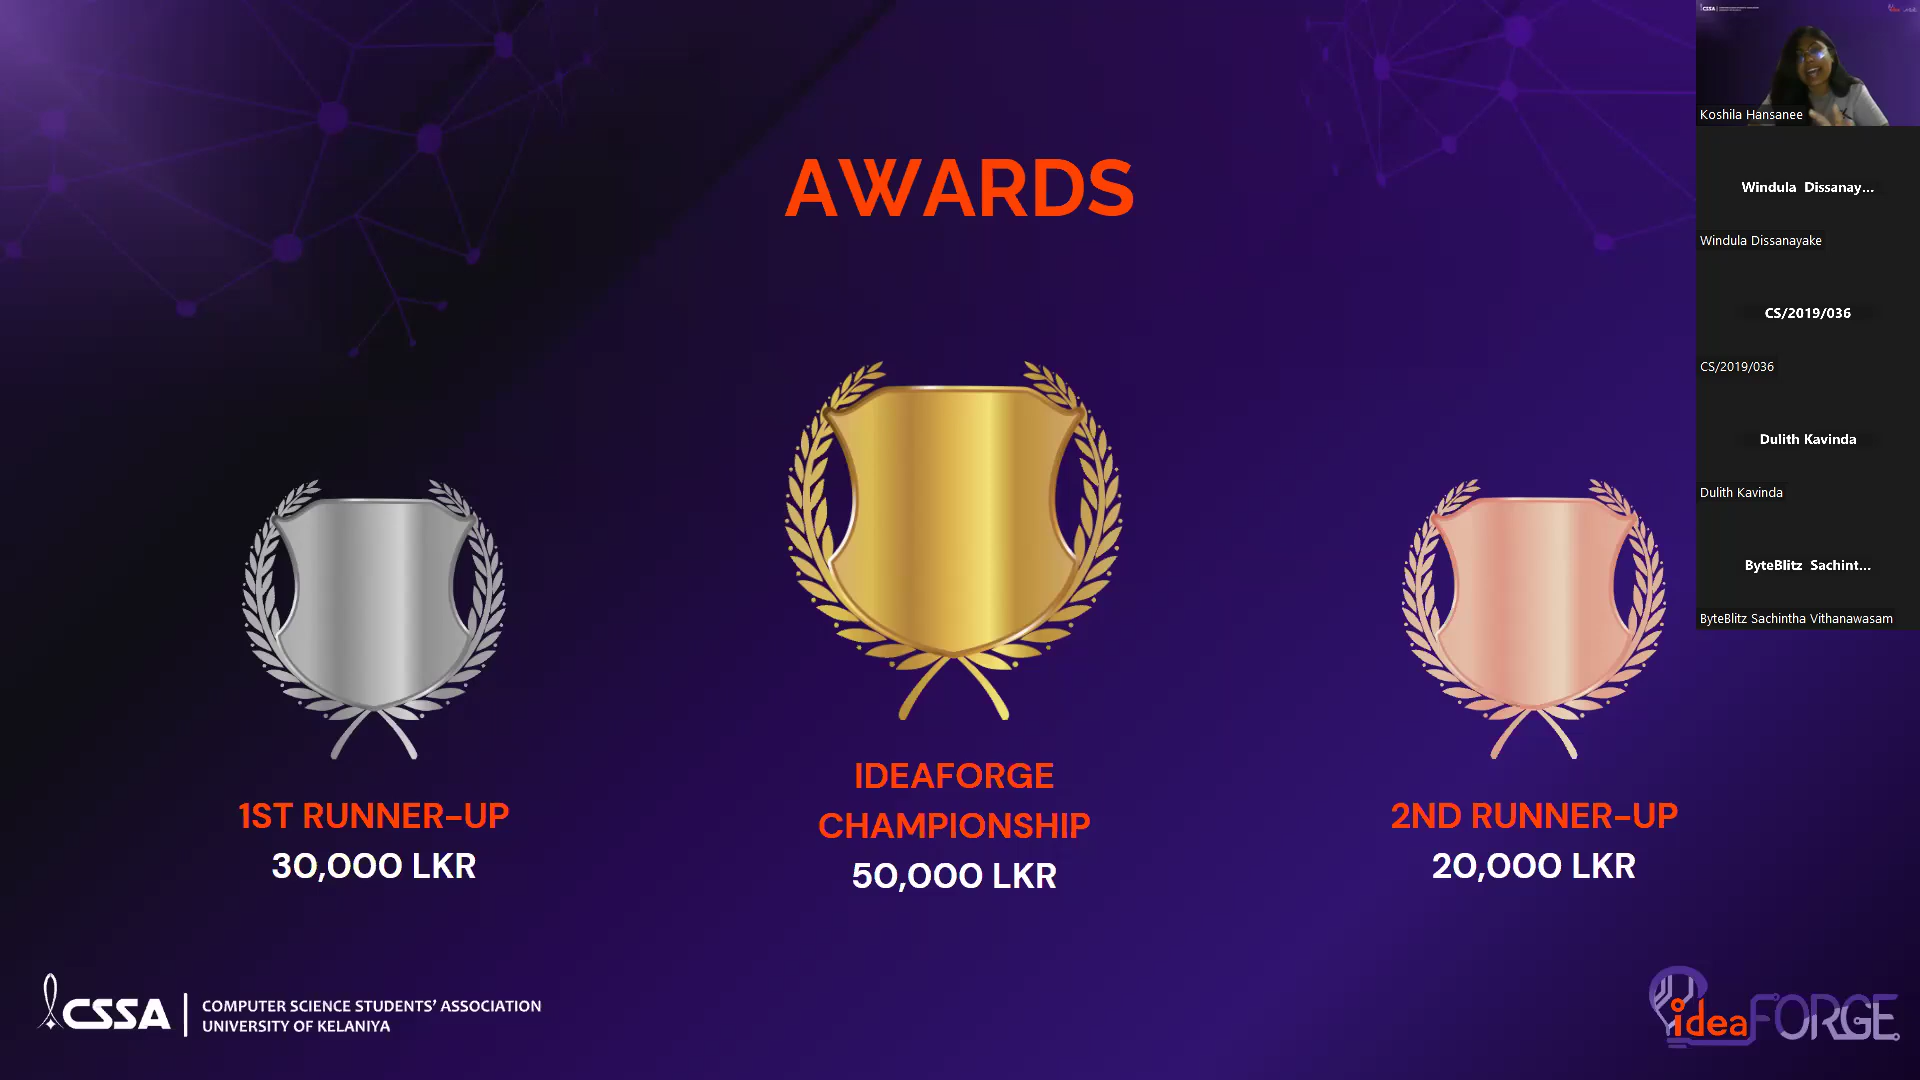 AWARDS
1ST RUNNER-UP
30,000 LKR
IDEAFORGE
CHAMPIONSHIP
50,000 LKR
2ND RUNNER-UP
20,000 LKR
CSSA
COMPUTER SCIENCE STUDENTS' ASSOCIATION
UNIVERSITY OF KELANIYA
ideaFORGE
CSSA
Koshila Hansanee
Windula Dissanay...
Windula Dissanayake
CS/2019/036
CS/2019/036
Dulith Kavinda
Dulith Kavinda
ByteBlitz Sachint...
ByteBlitz Sachintha Vithanawasam